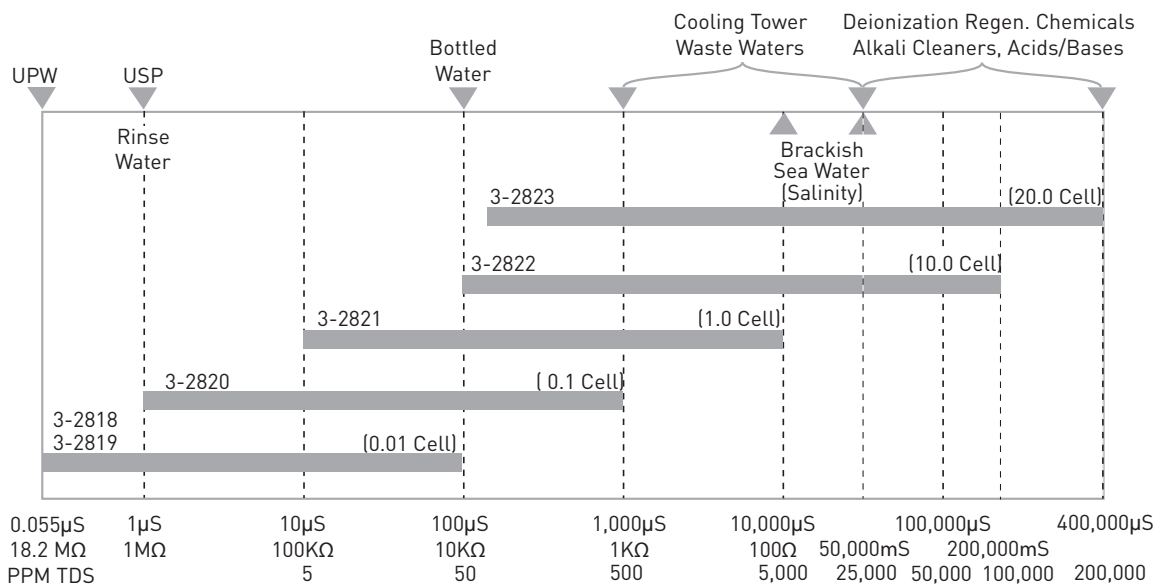 Cooling Tower
Waste Waters
Deionization Regen. Chemicals
Alkali Cleaners, Acids/Bases
Bottled
Water
UPW
USP
Rinse
Water
Brackish
Sea Water
(Salinity)
3-2823
(20.0 Cell)
3-2822
(10.0 Cell)
3-2821
(1.0 Cell)
3-2820
( 0.1 Cell)
3-2818
3-2819
(0.01 Cell)
0.055µS 1µS 10µS 100µS 1,000µS 10,000µS 100,000µS 400,000µS
18.2 MΩ 1MΩ 100KΩ 10KΩ 1KΩ 100Ω 50,000mS 200,000mS
PPM TDS 5 50 500 5,000 25,000 50,000 100,000 200,000